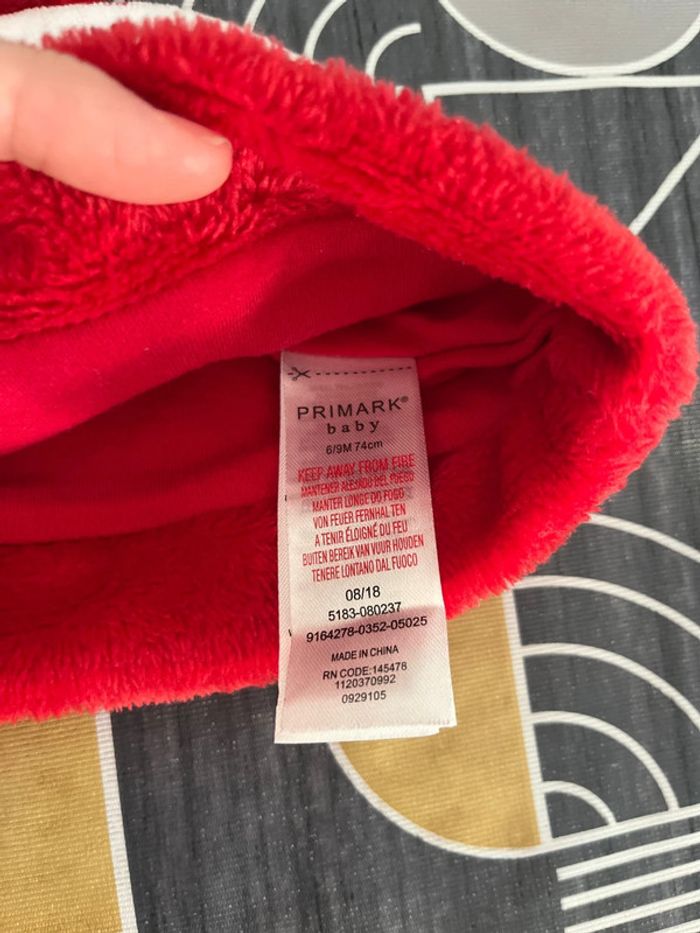 PRIMARK®
baby
6/9M 74cm
KEEP AWAY FROM FIRE
MANTENER ALEJADO DEL FUEGO
MANTER LONGE DO FOGO
VON FEUER FERNHAL TEN
A TENIR ÉLOIGNÉ DU FEU
BUITEN BEREIK VAN VUUR HOUDEN
TENERE LONTANO DAL FUOCO
08/18
5183-080237
9164278-0352-05025
MADE IN CHINA
RN CODE:145478
1120370992
0929105